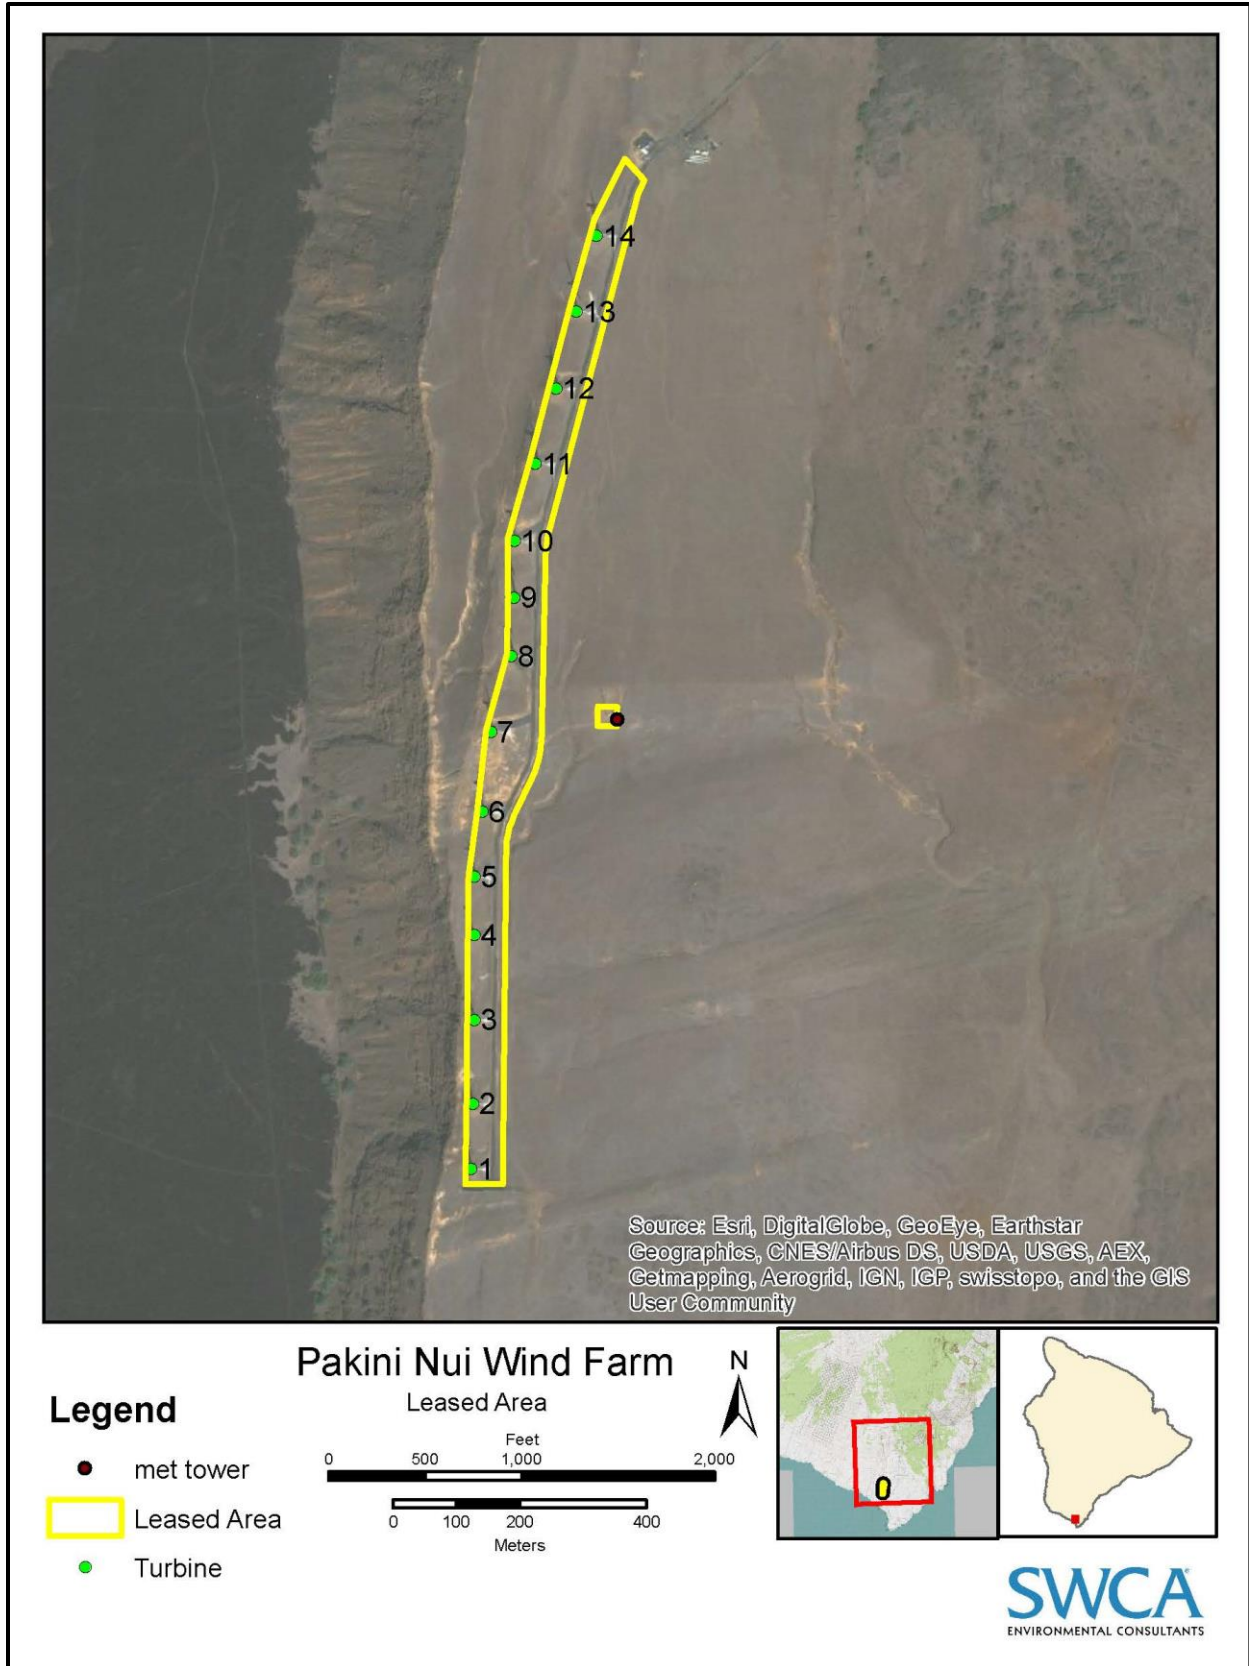 14
13
12
11
10
9
8
7
6
5
4
3
2
1
Source: Esri, DigitalGlobe, GeoEye, Earthstar
Geographics, CNES/Airbus DS, USDA, USGS, AEX,
Getmapping, Aerogrid, IGN, IGP, swisstopo, and the GIS
User Community
Pakini Nui Wind Farm
Leased Area
N
Legend
met tower
Leased Area
Turbine
Feet
0 500 1,000 2,000
0 100 200 400
Meters
SWCA
ENVIRONMENTAL CONSULTANTS